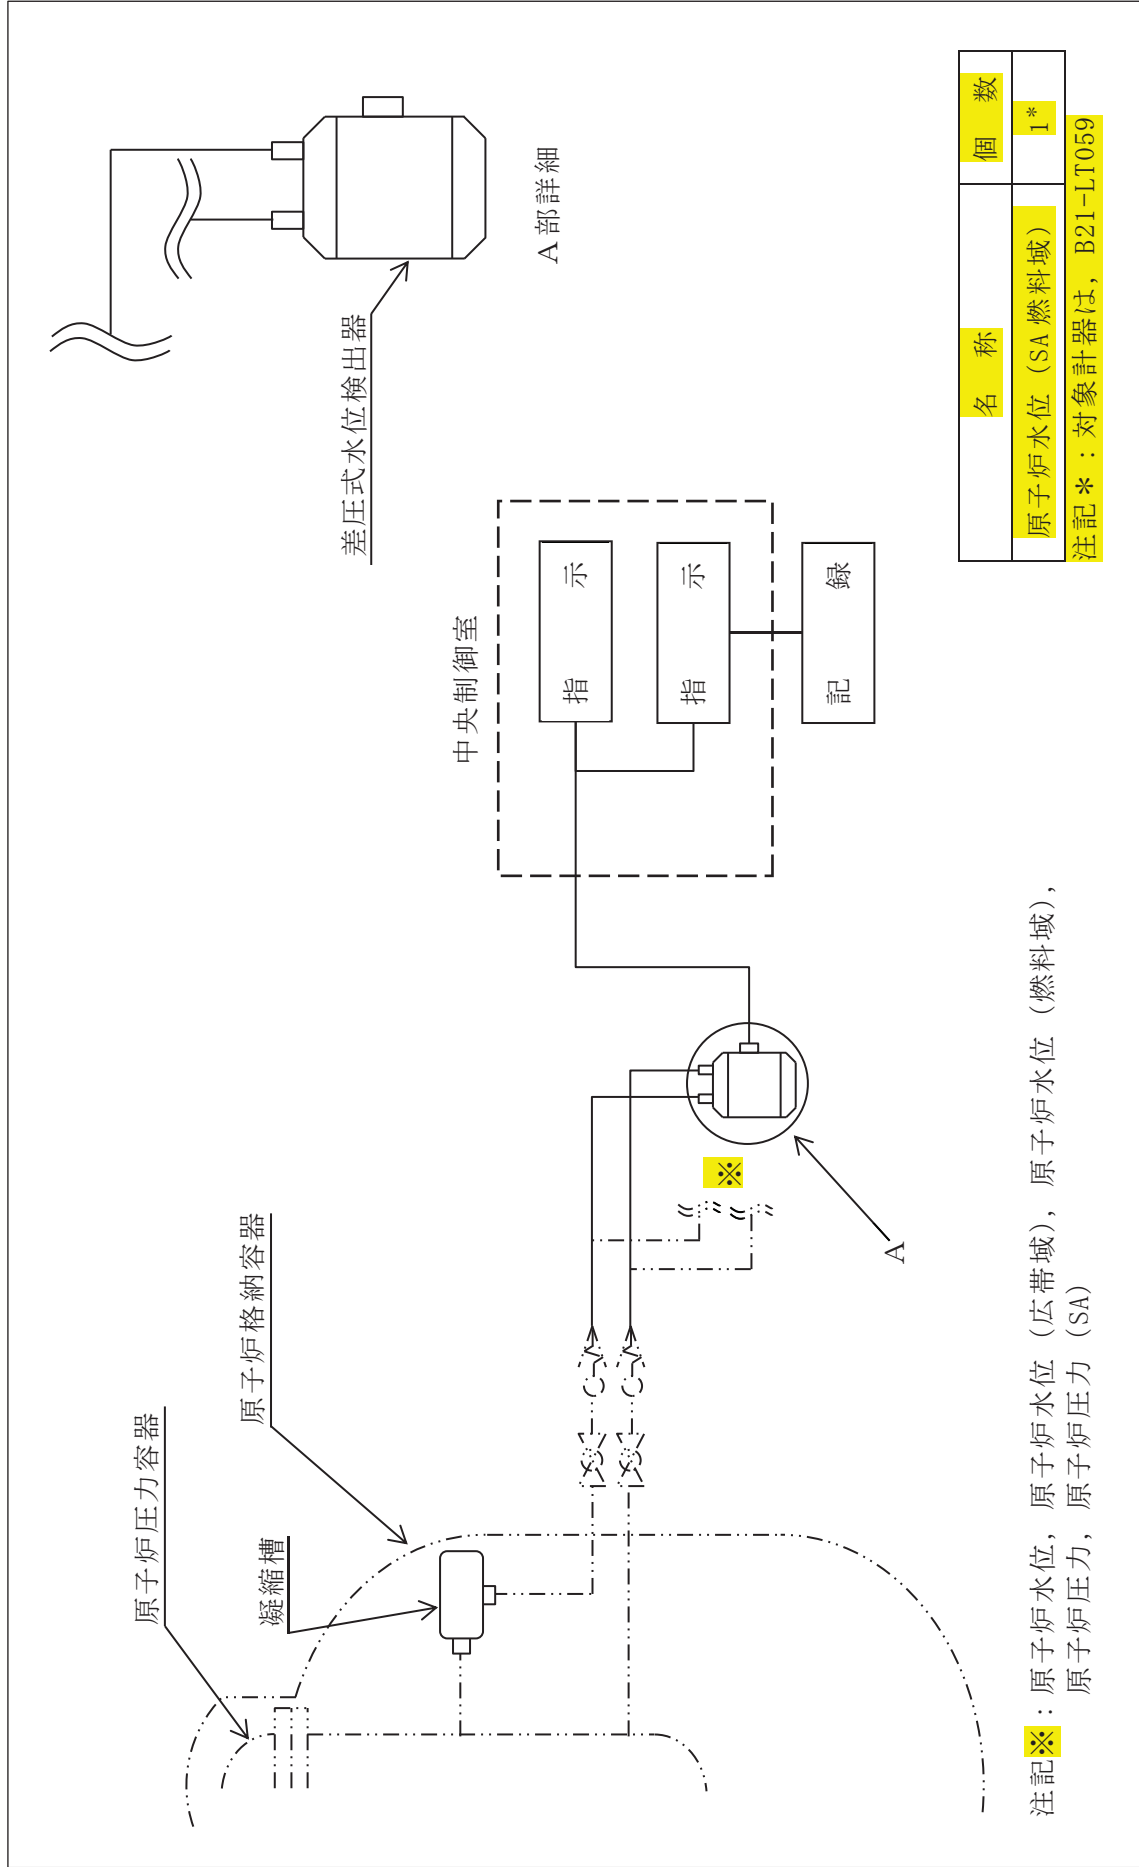 原子炉圧力容器
原子炉格納容器
凝縮槽
※
A
中央制御室
指示
指示
記録
差圧式水位検出器
A部詳細
名称 個数
原子炉水位（SA燃料域） 1*
注記＊：対象計器は，B21-LT059
注記※：原子炉水位，原子炉水位（広帯域），原子炉水位（燃料域），
原子炉圧力，原子炉圧力（SA）